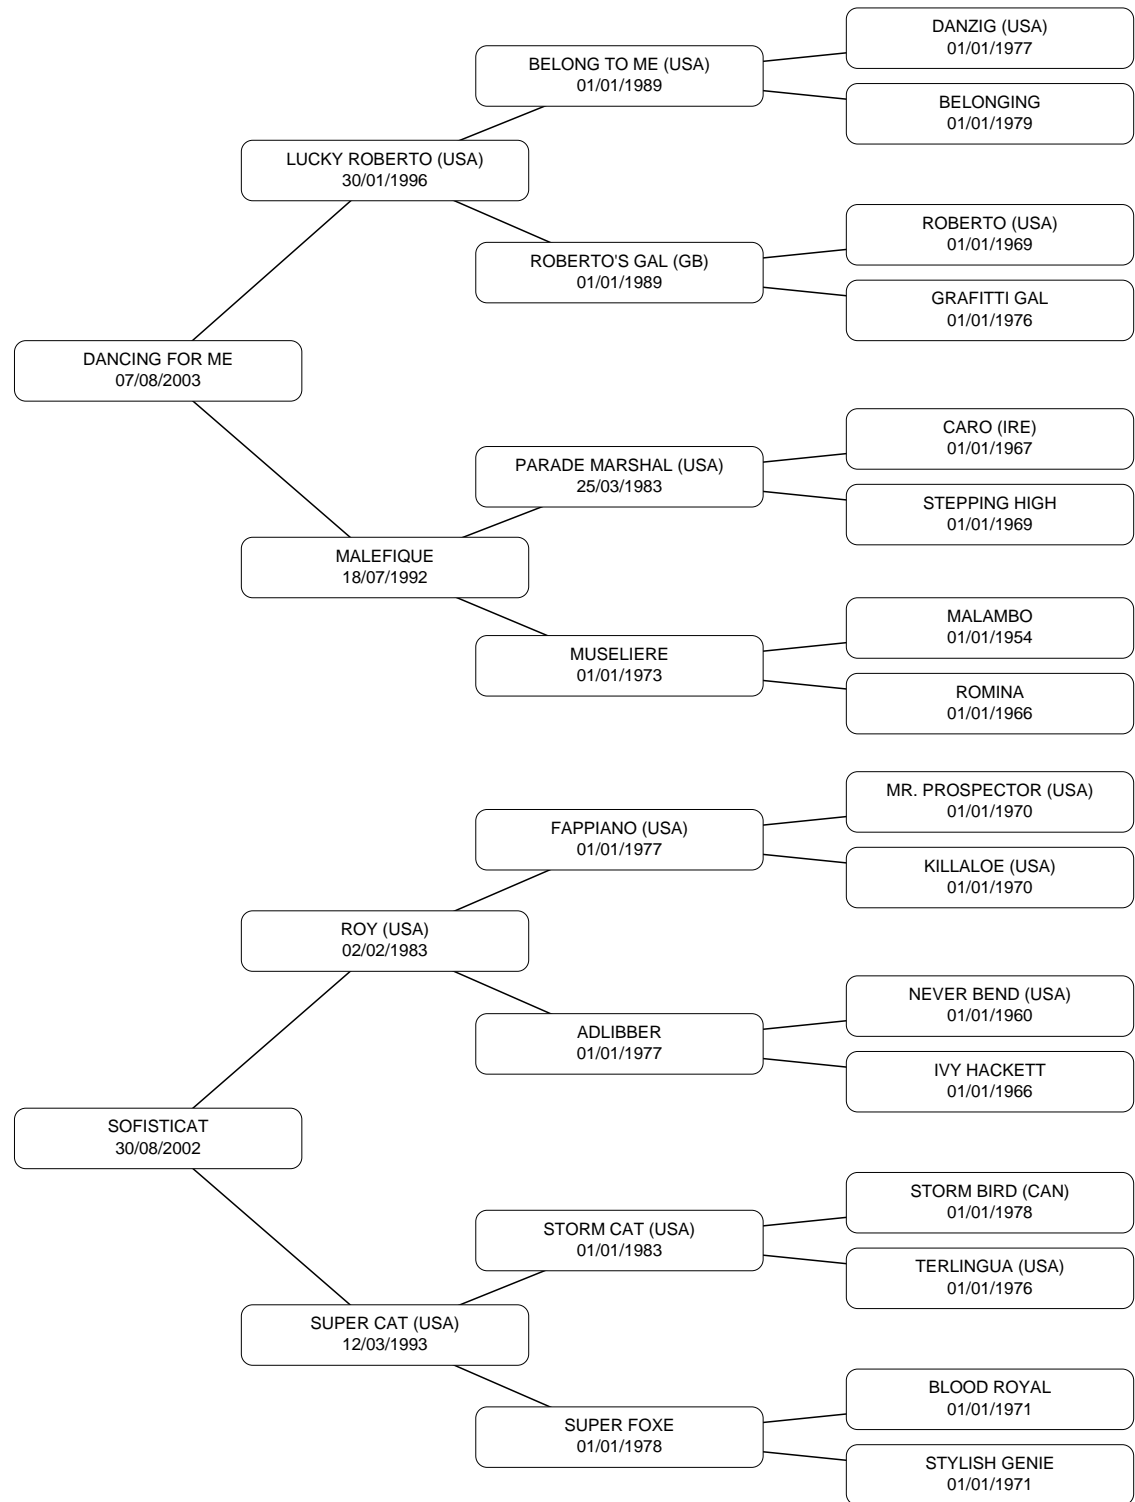 DANZIG (USA)
01/01/1977
BELONG TO ME (USA)
01/01/1989
BELONGING
01/01/1979
LUCKY ROBERTO (USA)
30/01/1996
ROBERTO (USA)
01/01/1969
ROBERTO'S GAL (GB)
01/01/1989
GRAFITTI GAL
01/01/1976
DANCING FOR ME
07/08/2003
CARO (IRE)
01/01/1967
PARADE MARSHAL (USA)
25/03/1983
STEPPING HIGH
01/01/1969
MALEFIQUE
18/07/1992
MALAMBO
01/01/1954
MUSELIERE
01/01/1973
ROMINA
01/01/1966
MR. PROSPECTOR (USA)
01/01/1970
FAPPIANO (USA)
01/01/1977
KILLALOE (USA)
01/01/1970
ROY (USA)
02/02/1983
NEVER BEND (USA)
01/01/1960
ADLIBBER
01/01/1977
IVY HACKETT
01/01/1966
SOFISTICAT
30/08/2002
STORM BIRD (CAN)
01/01/1978
STORM CAT (USA)
01/01/1983
TERLINGUA (USA)
01/01/1976
SUPER CAT (USA)
12/03/1993
BLOOD ROYAL
01/01/1971
SUPER FOXE
01/01/1978
STYLISH GENIE
01/01/1971